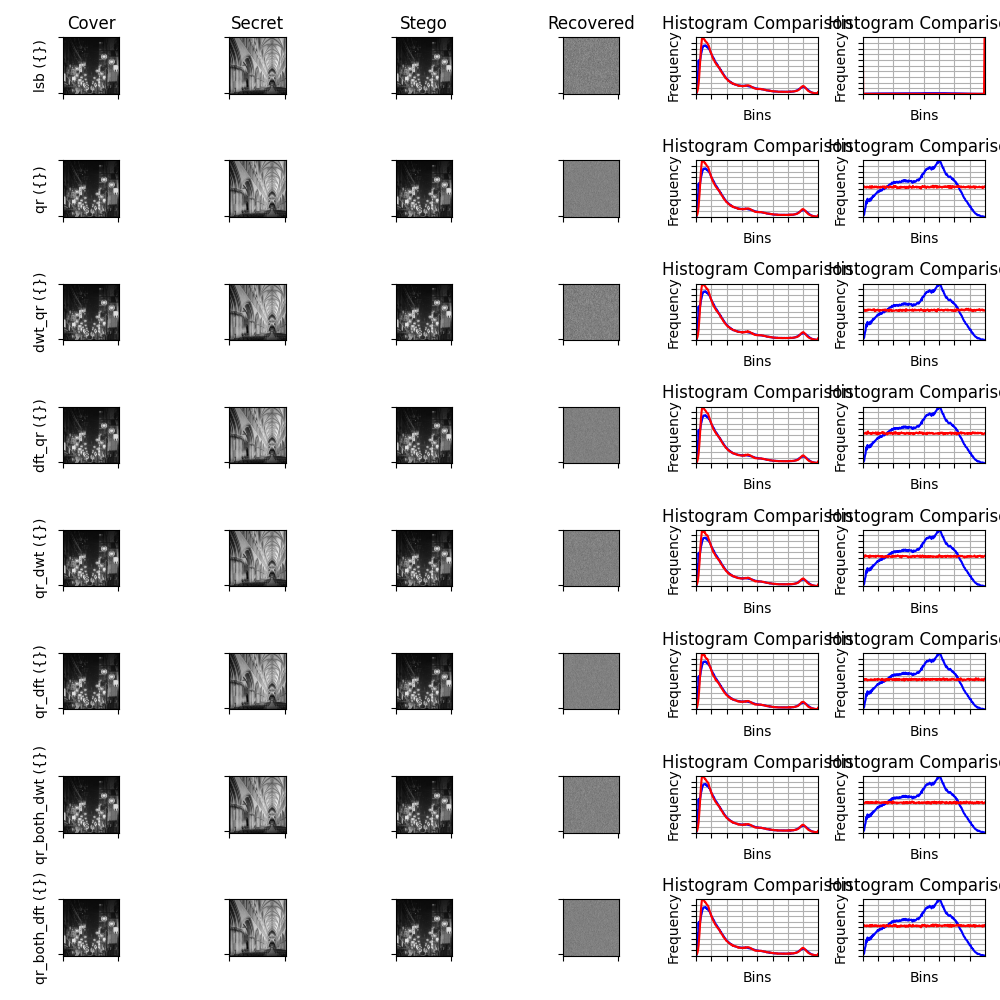 Cover Secret Stego Recovered Histogram Comparison Histogram Comparis
lsb ({}) Frequency Frequency
Bins Bins
Histogram Comparison Histogram Comparis
qr ({}) Frequency Frequency
Bins Bins
Histogram Comparison Histogram Comparis
dwt_qr ({}) Frequency Frequency
Bins Bins
Histogram Comparison Histogram Comparis
dft_qr ({}) Frequency Frequency
Bins Bins
Histogram Comparison Histogram Comparis
qr_dwt ({}) Frequency Frequency
Bins Bins
Histogram Comparison Histogram Comparis
qr_dft ({}) Frequency Frequency
Bins Bins
Histogram Comparison Histogram Comparis
qr_both_dwt ({}) Frequency Frequency
Bins Bins
Histogram Comparison Histogram Comparis
qr_both_dft ({}) Frequency Frequency
Bins Bins